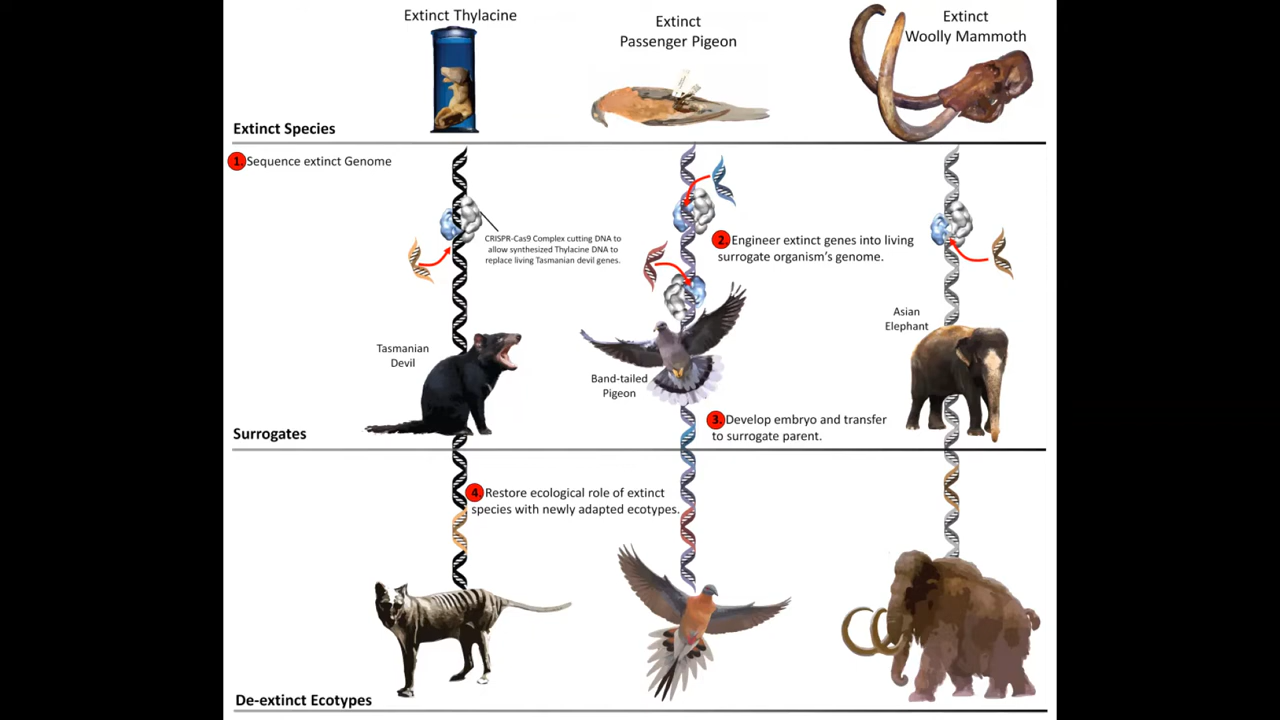 Extinct Thylacine
Extinct
Passenger Pigeon
Extinct
Woolly Mammoth
Extinct Species
1. Sequence extinct Genome
CRISPR-Cas9 Complex cutting DNA to
allow synthesized Thylacine DNA to
replace living Tasmanian devil genes.
2. Engineer extinct genes into living
surrogate organism's genome.
Asian
Elephant
Tasmanian
Devil
Band-tailed
Pigeon
3. Develop embryo and transfer
to surrogate parent.
Surrogates
4. Restore ecological role of extinct
species with newly adapted ecotypes.
De-extinct Ecotypes